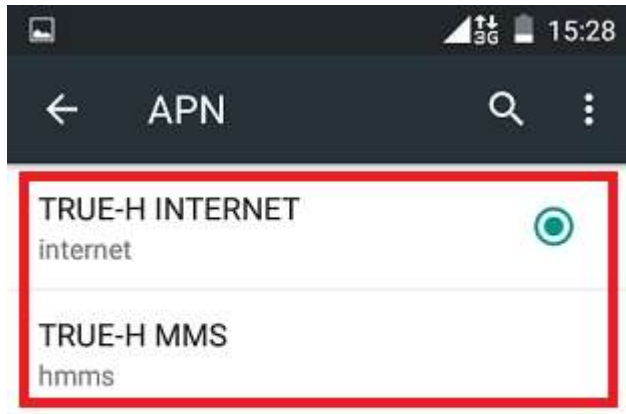 3G 15:28
APN
TRUE-H INTERNET
internet
TRUE-H MMS
hmms